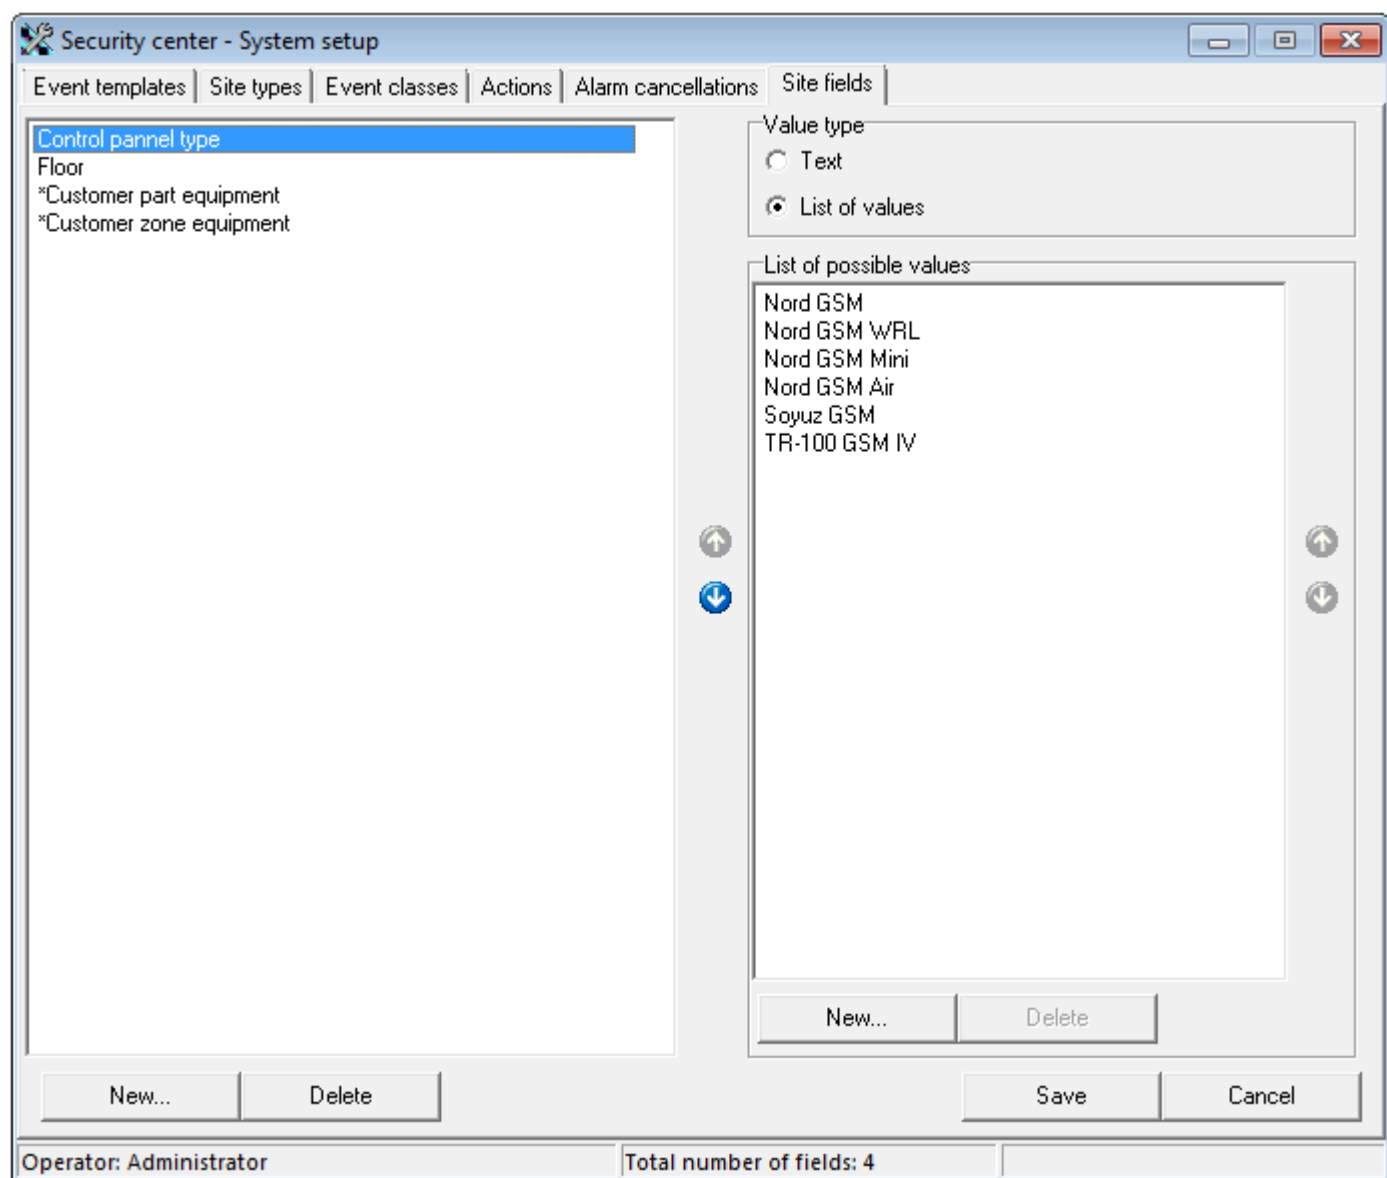 Security center - System setup
Event templates Site types Event classes Actions Alarm cancellations Site fields
Control pannel type
Floor
*Customer part equipment
*Customer zone equipment
Value type
Text
List of values
List of possible values
Nord GSM
Nord GSM WRL
Nord GSM Mini
Nord GSM Air
Soyuz GSM
TR-100 GSM IV
New... Delete
New... Delete Save Cancel
Operator: Administrator Total number of fields: 4